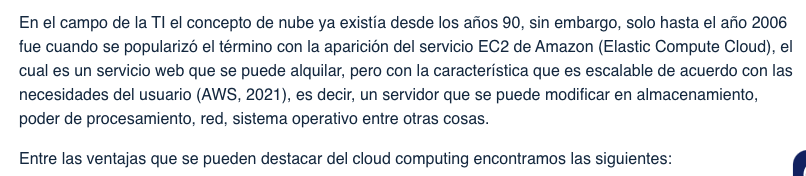 En el campo de la TI el concepto de nube ya existía desde los años 90, sin embargo, solo hasta el año 2006
fue cuando se popularizó el término con la aparición del servicio EC2 de Amazon (Elastic Compute Cloud), el
cual es un servicio web que se puede alquilar, pero con la característica que es escalable de acuerdo con las
necesidades del usuario (AWS, 2021), es decir, un servidor que se puede modificar en almacenamiento,
poder de procesamiento, red, sistema operativo entre otras cosas.
Entre las ventajas que se pueden destacar del cloud computing encontramos las siguientes: